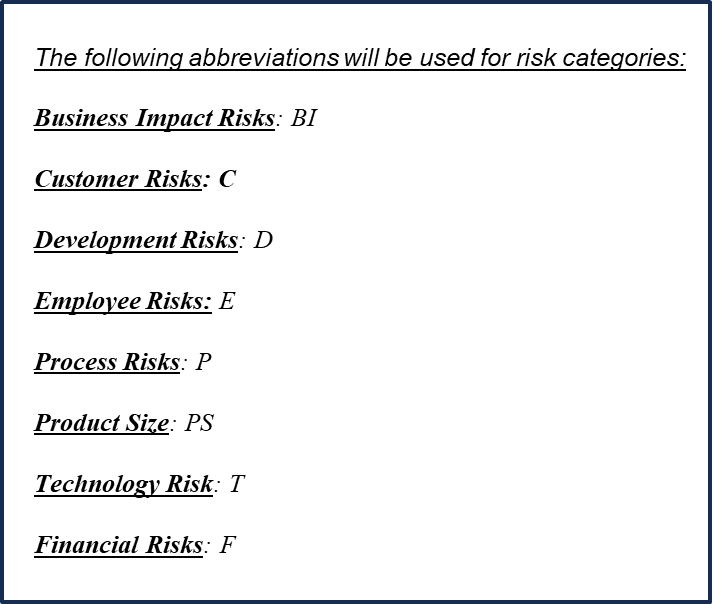 The following abbreviations will be used for risk categories:
Business Impact Risks: BI
Customer Risks: C
Development Risks: D
Employee Risks: E
Process Risks: P
Product Size: PS
Technology Risk: T
Financial Risks: F